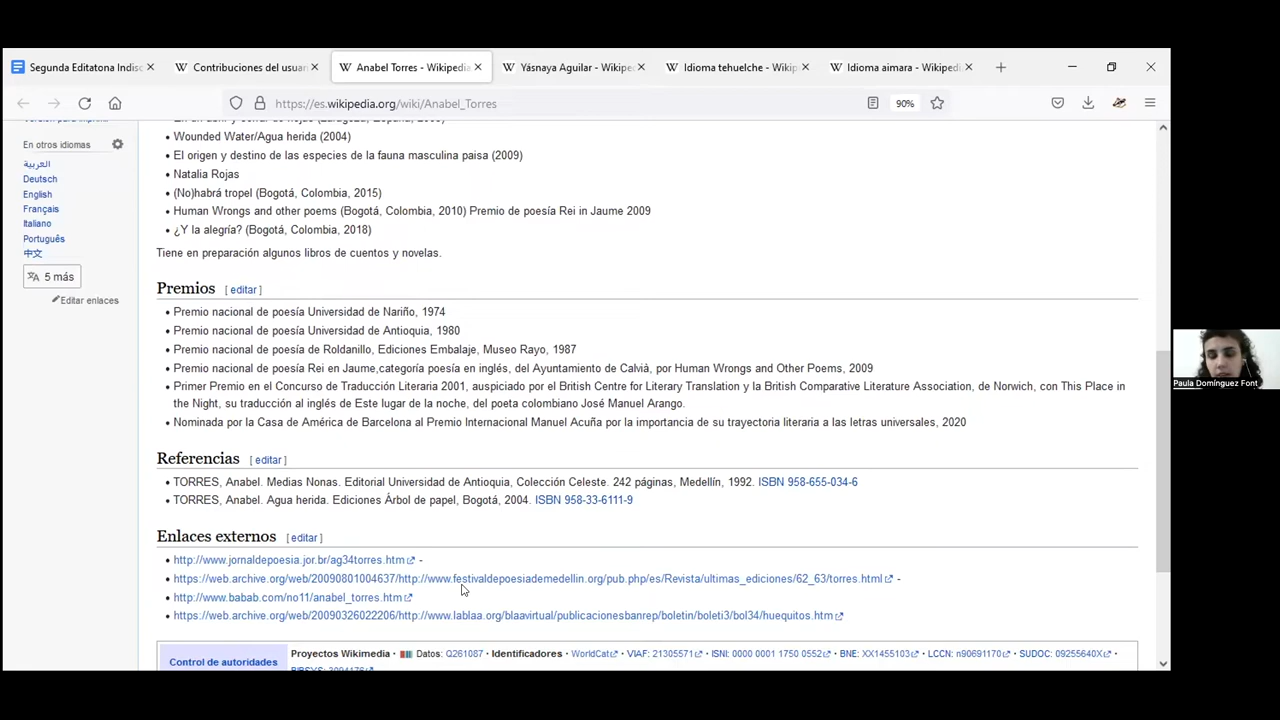 Segunda Editatona Indisc
Contribuciones del usuar
Anabel Torres - Wikipedia
Yásnaya Aguilar - Wikipe
Idioma tehuelche - Wikip
Idioma aimara - Wikipedi
https://es.wikipedia.org/wiki/Anabel_Torres
90%
En otros idiomas
العربية
Deutsch
English
Français
Italiano
Português
中文
5 más
Editar enlaces
Wounded Water/Agua herida (2004)
El origen y destino de las especies de la fauna masculina paisa (2009)
Natalia Rojas
(No)habrá tropel (Bogotá, Colombia, 2015)
Human Wrongs and other poems (Bogotá, Colombia, 2010) Premio de poesía Rei in Jaume 2009
¿Y la alegría? (Bogotá, Colombia, 2018)
Tiene en preparación algunos libros de cuentos y novelas.
Premios [ editar ]
Premio nacional de poesía Universidad de Nariño, 1974
Premio nacional de poesía Universidad de Antioquia, 1980
Premio nacional de poesía de Roldanillo, Ediciones Embalaje, Museo Rayo, 1987
Premio nacional de poesía Rei en Jaume,categoría poesía en inglés, del Ayuntamiento de Calvià, por Human Wrongs and Other Poems, 2009
Primer Premio en el Concurso de Traducción Literaria 2001, auspiciado por el British Centre for Literary Translation y la British Comparative Literature Association, de Norwich, con This Place in
the Night, su traducción al inglés de Este lugar de la noche, del poeta colombiano José Manuel Arango.
Nominada por la Casa de América de Barcelona al Premio Internacional Manuel Acuña por la importancia de su trayectoria literaria a las letras universales, 2020
Referencias [ editar ]
TORRES, Anabel. Medias Nonas. Editorial Universidad de Antioquia, Colección Celeste. 242 páginas, Medellín, 1992. ISBN 958-655-034-6
TORRES, Anabel. Agua herida. Ediciones Árbol de papel, Bogotá, 2004. ISBN 958-33-6111-9
Enlaces externos [ editar ]
http://www.jornaldepoesia.jor.br/ag34torres.htm -
https://web.archive.org/web/20090801004637/http://www.festivaldepoesiademedellin.org/pub.php/es/Revista/ultimas_ediciones/62_63/torres.html -
http://www.babab.com/no11/anabel_torres.htm
https://web.archive.org/web/20090326022206/http://www.lablaa.org/blaavirtual/publicacionesbanrep/boletin/boleti3/bol34/huequitos.htm
Control de autoridades
Proyectos Wikimedia · Datos: Q261087 · Identificadores · WorldCat · VIAF: 21305571 · ISNI: 0000 0001 1750 0552 · BNE: XX1455103 · LCCN: n90691170 · SUDOC: 09255640X ·
Paula Domínguez Font